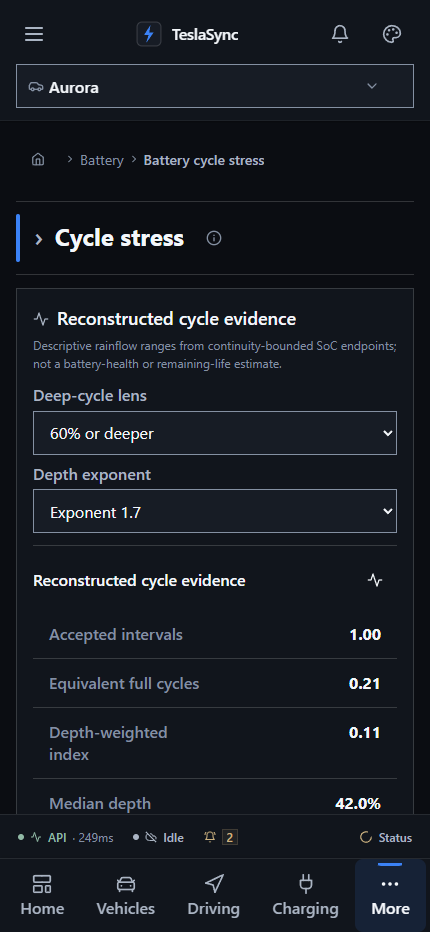 TeslaSync
Aurora
Battery
Battery cycle stress
Cycle stress
Reconstructed cycle evidence
Descriptive rainflow ranges from continuity-bounded SoC endpoints;
not a battery-health or remaining-life estimate.
Deep-cycle lens
60% or deeper
Depth exponent
Exponent 1.7
Reconstructed cycle evidence
Accepted intervals 1.00
Equivalent full cycles 0.21
Depth-weighted 0.11
index
Median depth 42.0%
API · 249ms Idle 2 Status
Home Vehicles Driving Charging More